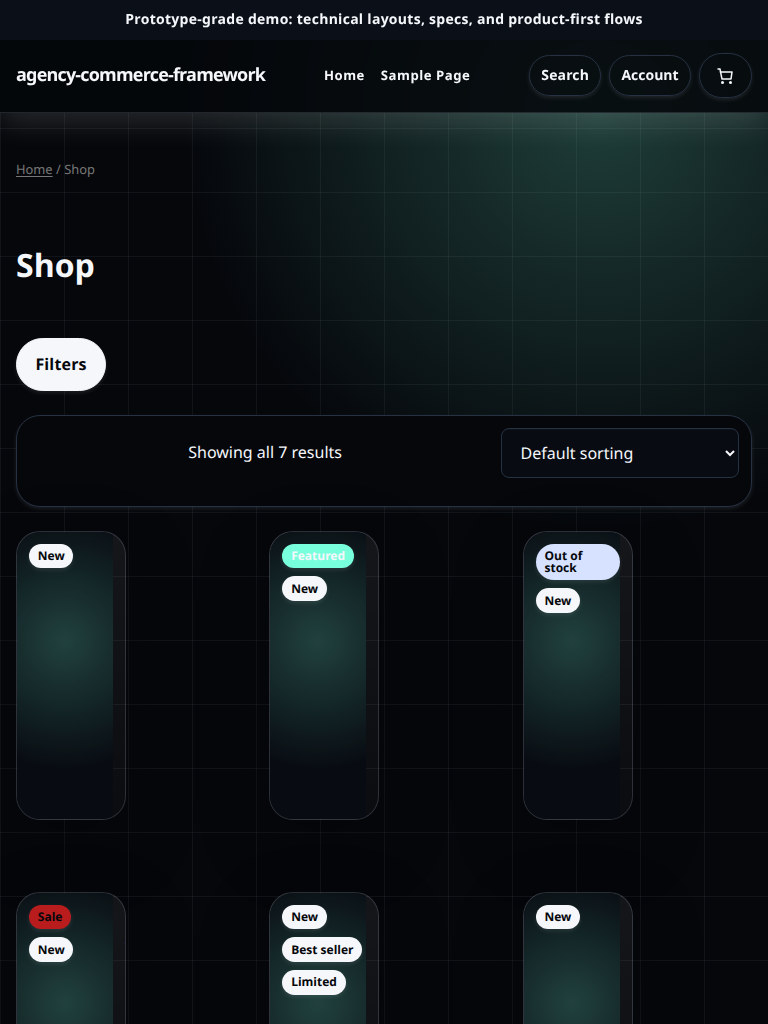 Prototype-grade demo: technical layouts, specs, and product-first flows
agency-commerce-framework Home Sample Page Search Account
Home / Shop
Shop
Filters
Showing all 7 results Default sorting
New
Featured
New
Out of
stock
New
Sale
New
New
Best seller
Limited
New